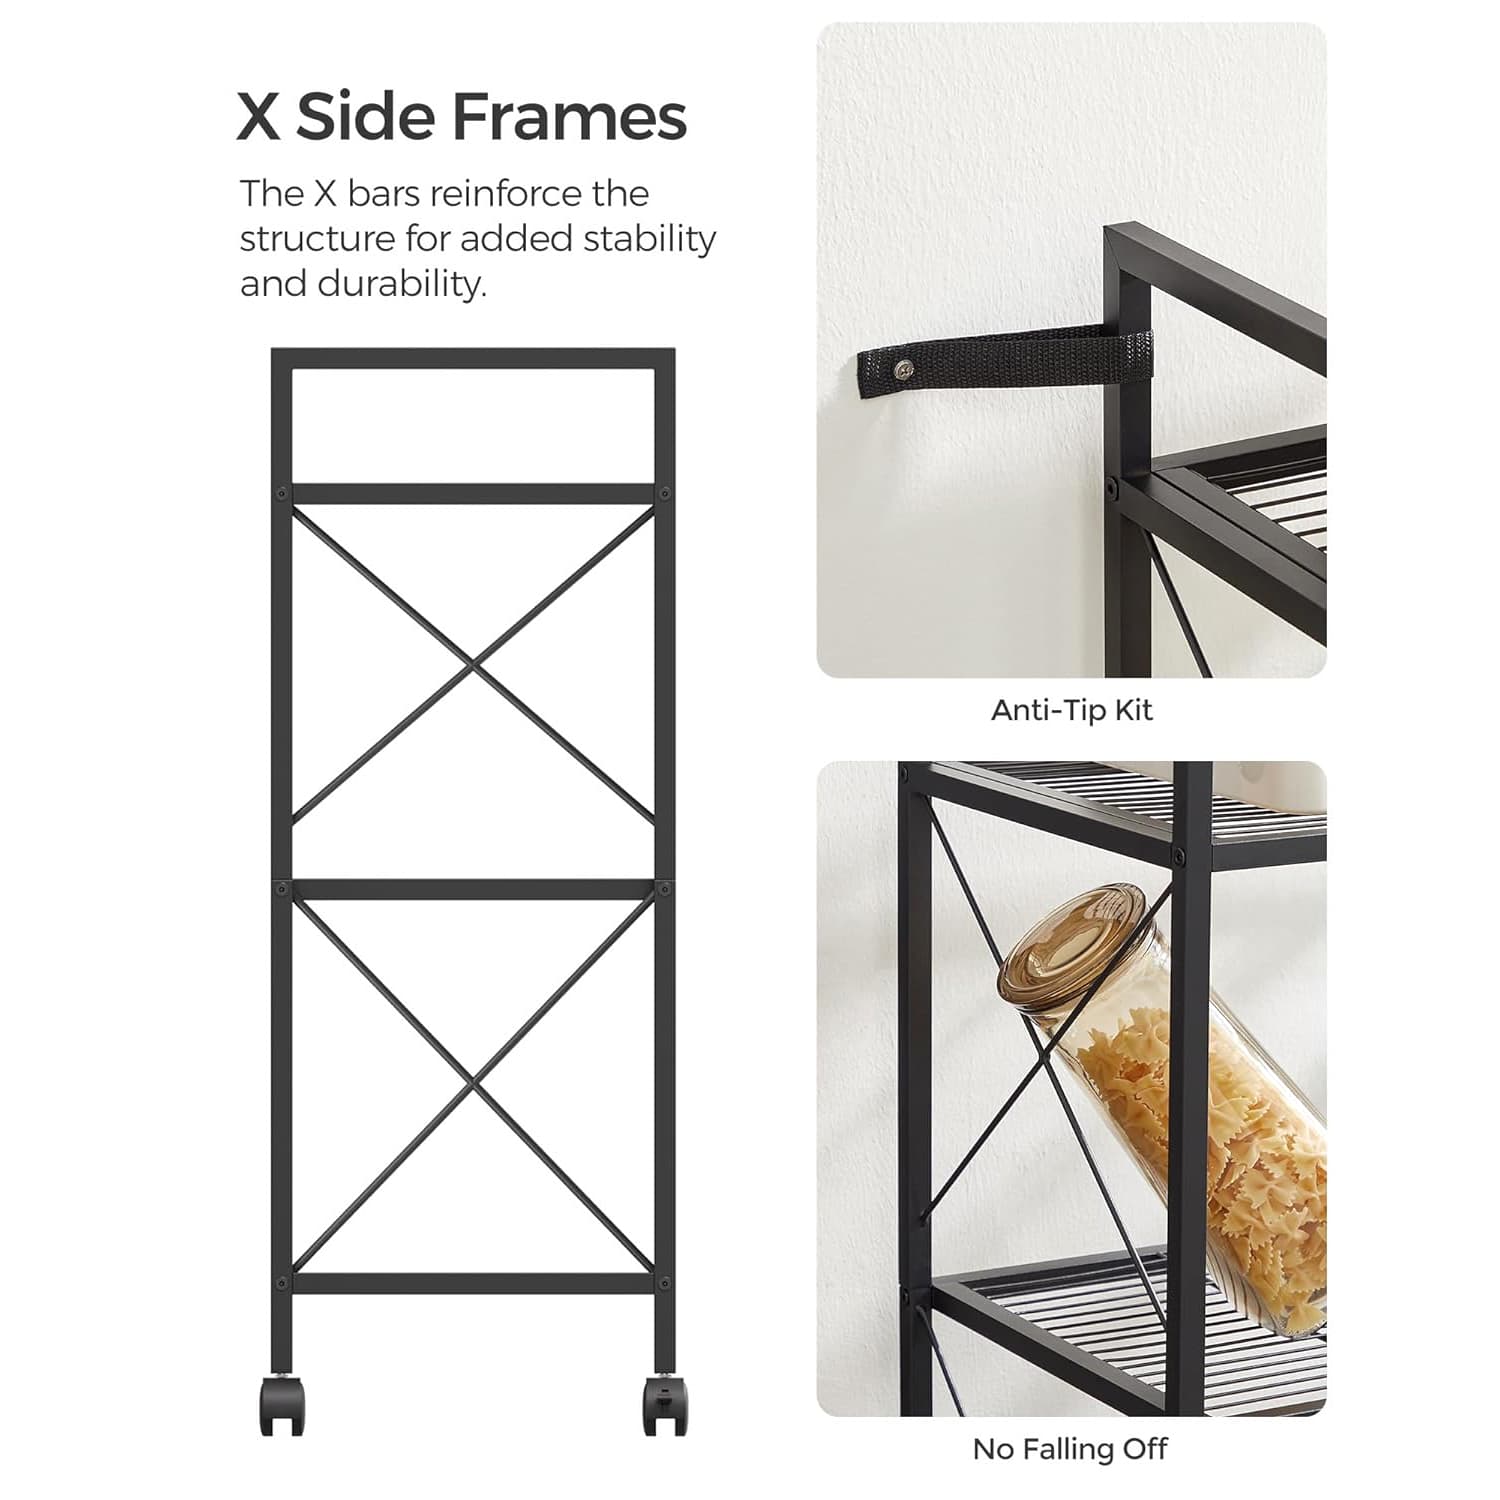 X Side Frames
The X bars reinforce the
structure for added stability
and durability.
Anti-Tip Kit
No Falling Off